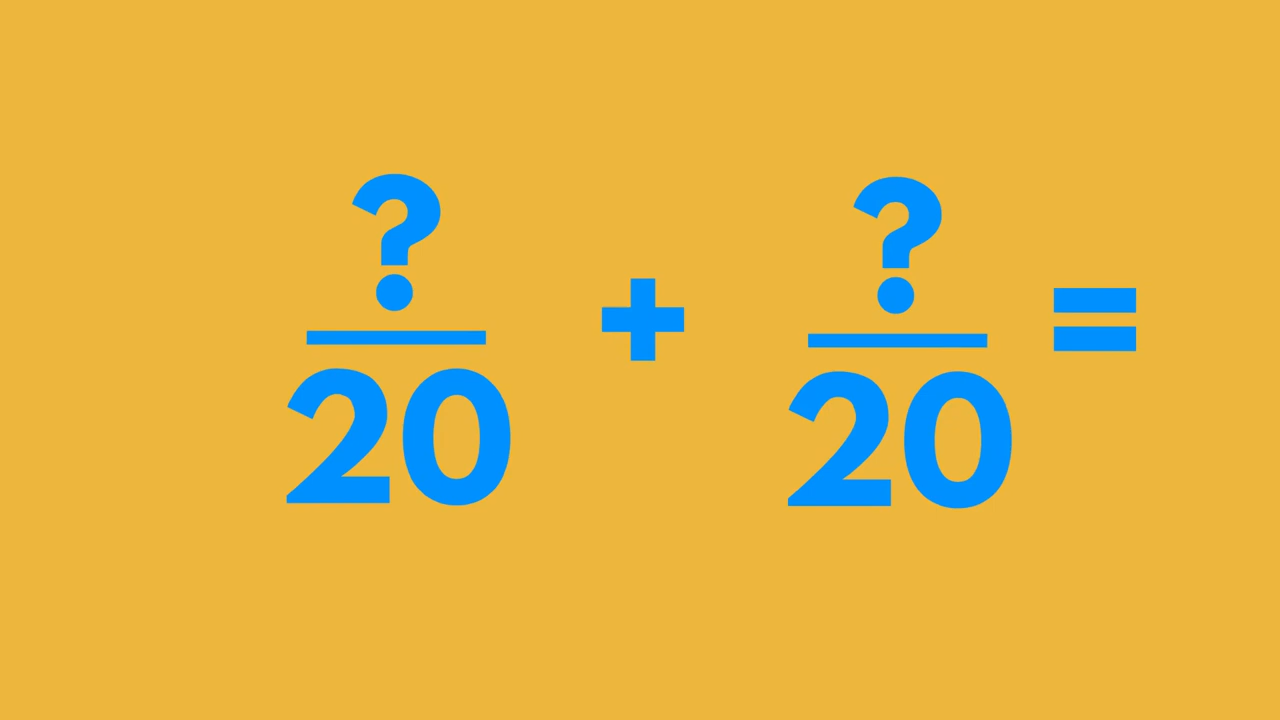 ? + ? =
20 20